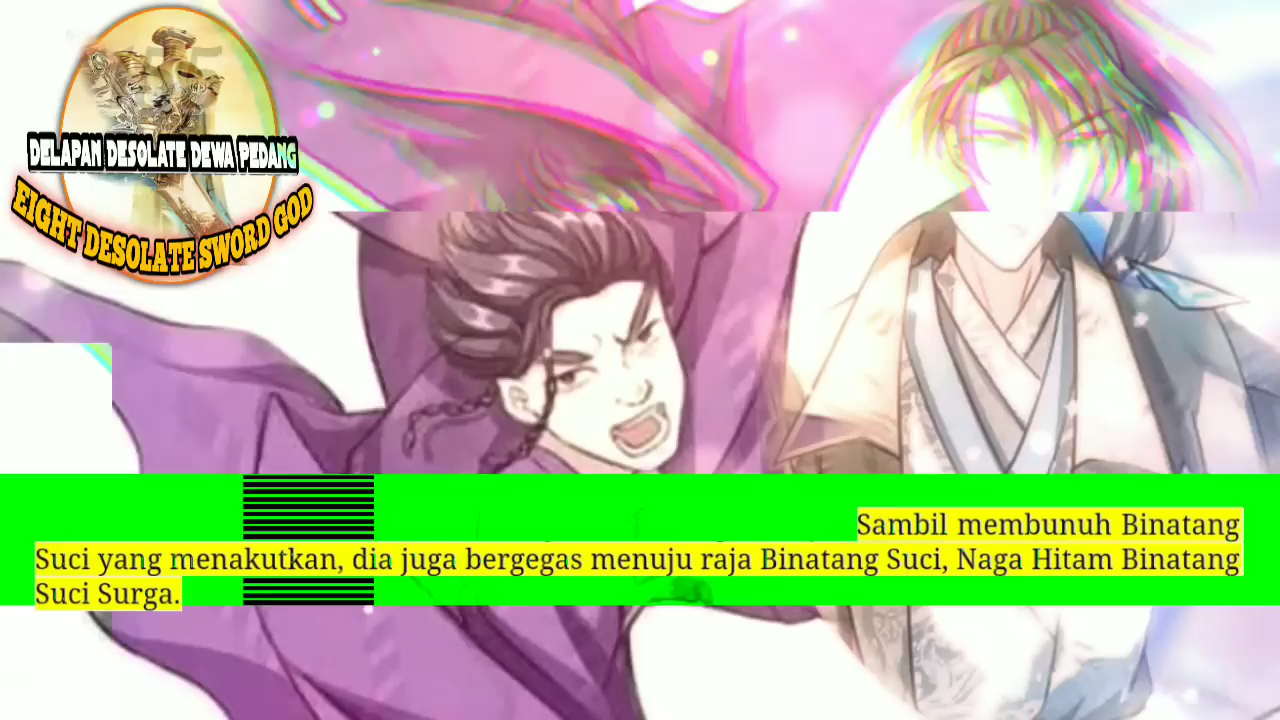 DELAPAN DESOLATE DEWA PEDANG
EIGHT DESOLATE SWORD GOD
Sambil membunuh Binatang
Suci yang menakutkan, dia juga bergegas menuju raja Binatang Suci, Naga Hitam Binatang
Suci Surga.